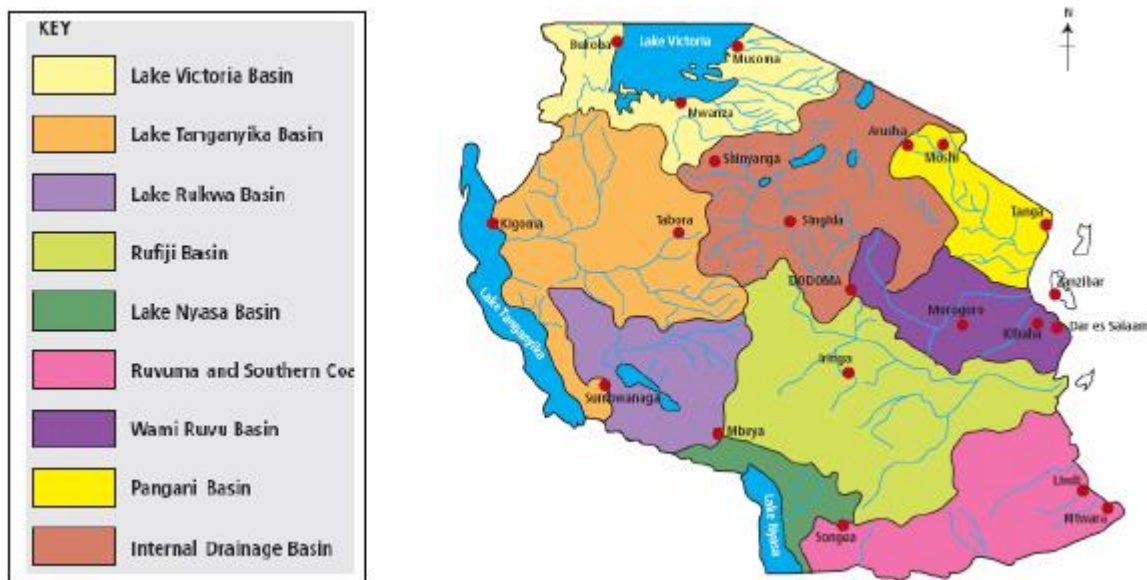 KEY
Lake Victoria Basin
Lake Tanganyika Basin
Lake Rukwa Basin
Rufiji Basin
Lake Nyasa Basin
Ruvuma and Southern Coa
Wami Ruvu Basin
Pangari Basin
Internal Drainage Basin
N
Bukoba
Lake Victoria
Musoma
Mwanza
Arusha
Moshi
Shinyanga
Kigoma
Tabora
Singida
Tanga
DODOMA
Zanzibar
Lake Tanganyika
Morogoro
Kibaha
Dar es Salaam
Iringa
Sumbwanaga
Mbeya
Lake Nyasa
Lindi
Mtwara
Songea